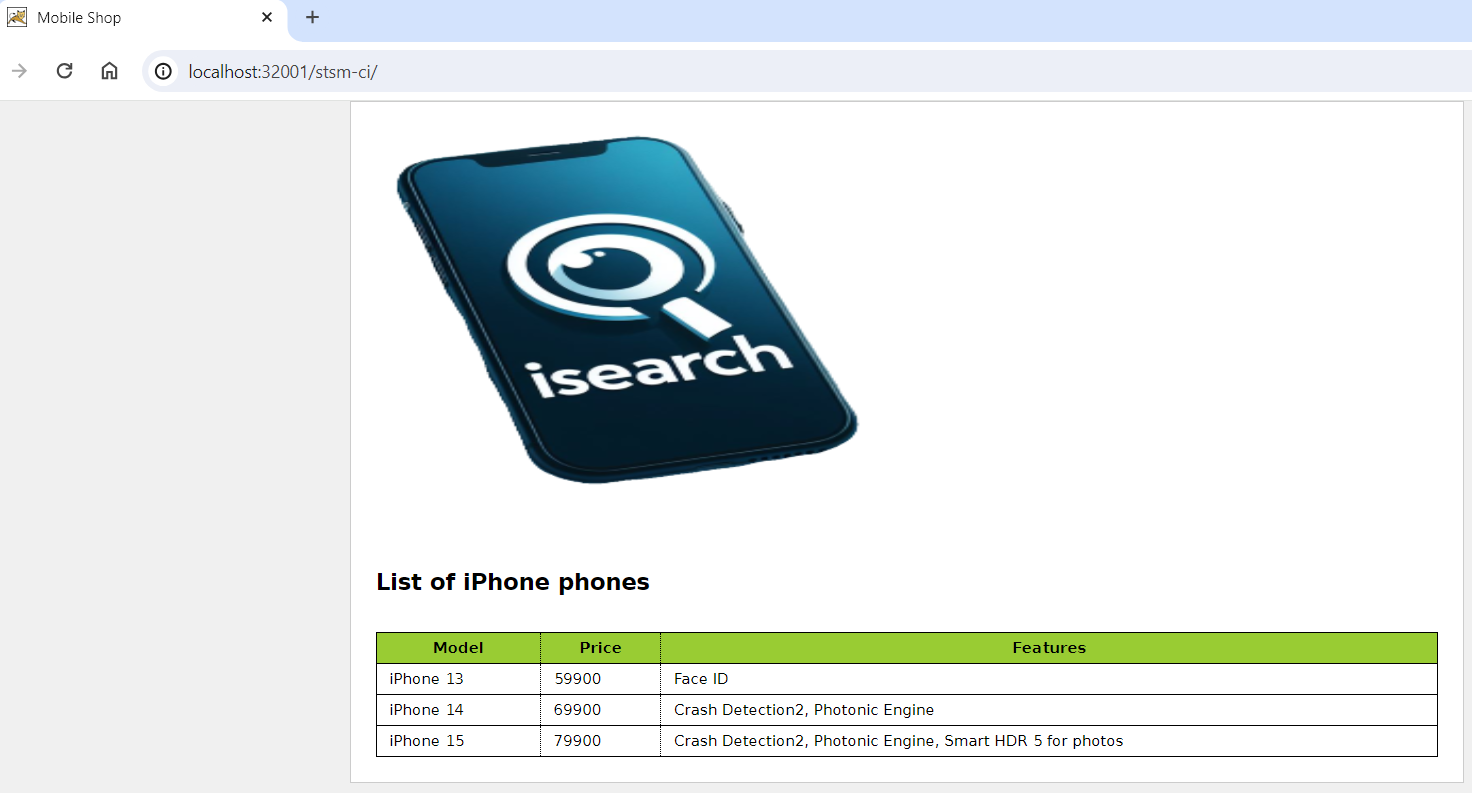 Mobile Shop
localhost:32001/stsm-ci/
isearch
List of iPhone phones
Model Price Features
iPhone 13 59900 Face ID
iPhone 14 69900 Crash Detection2, Photonic Engine
iPhone 15 79900 Crash Detection2, Photonic Engine, Smart HDR 5 for photos